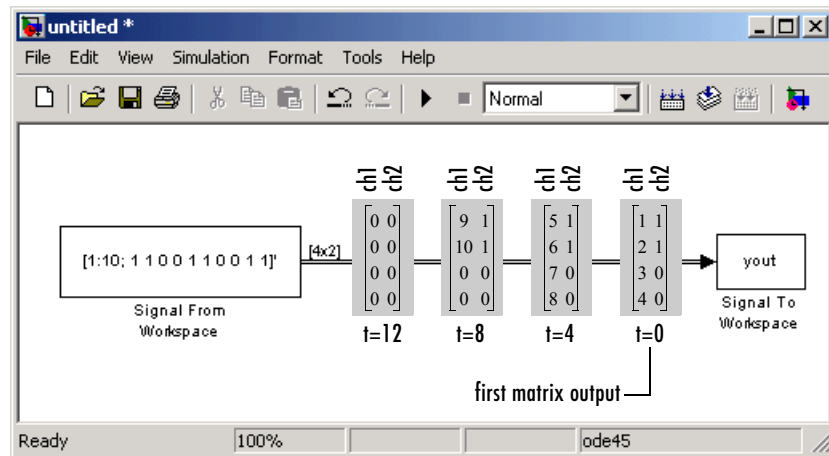 untitled *
File Edit View Simulation Format Tools Help
Normal
ch1 ch2 ch1 ch2 ch1 ch2 ch1 ch2
[1:10; 1 1 0 0 1 1 0 0 1 1]'
Signal From
Workspace
[4x2]
0 0
0 0
0 0
0 0
t=12
9 1
10 1
0 0
0 0
t=8
5 1
6 1
7 0
8 0
t=4
1 1
2 1
3 0
4 0
t=0
yout
Signal To
Workspace
first matrix output
Ready 100% ode45